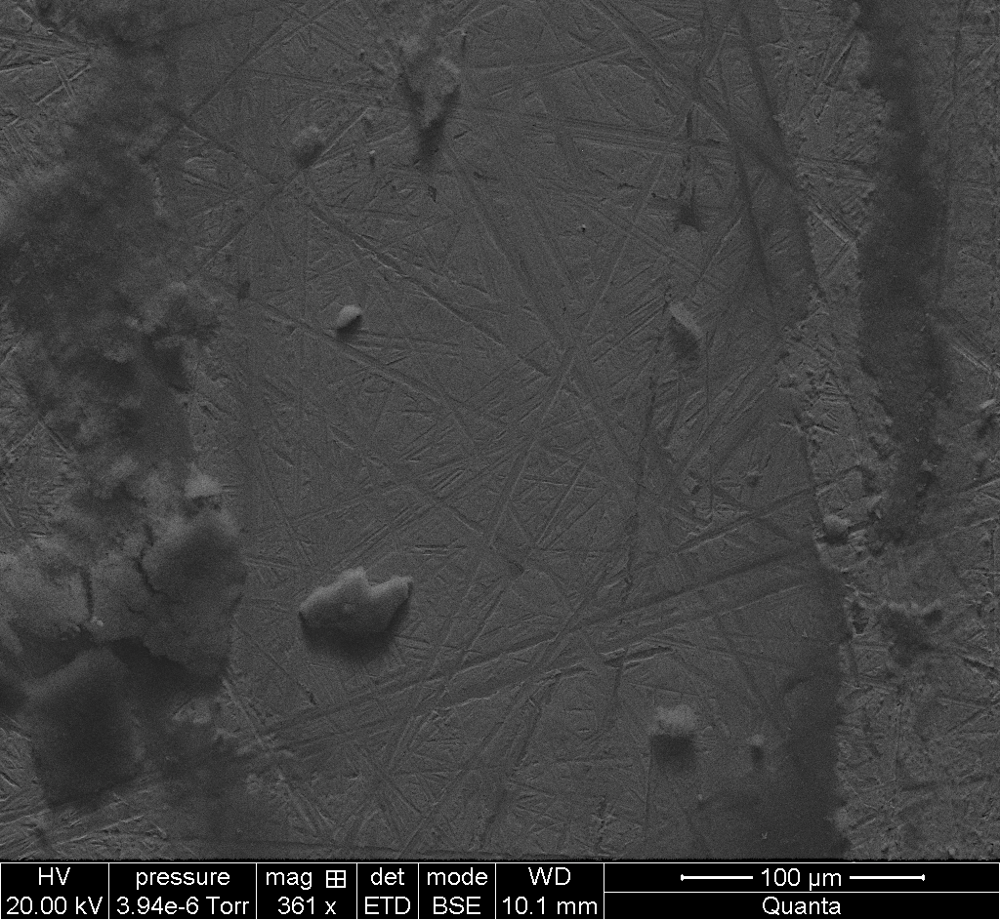 HV pressure mag det mode WD 100 µm
20.00 kV 3.94e-6 Torr 361 x ETD BSE 10.1 mm Quanta